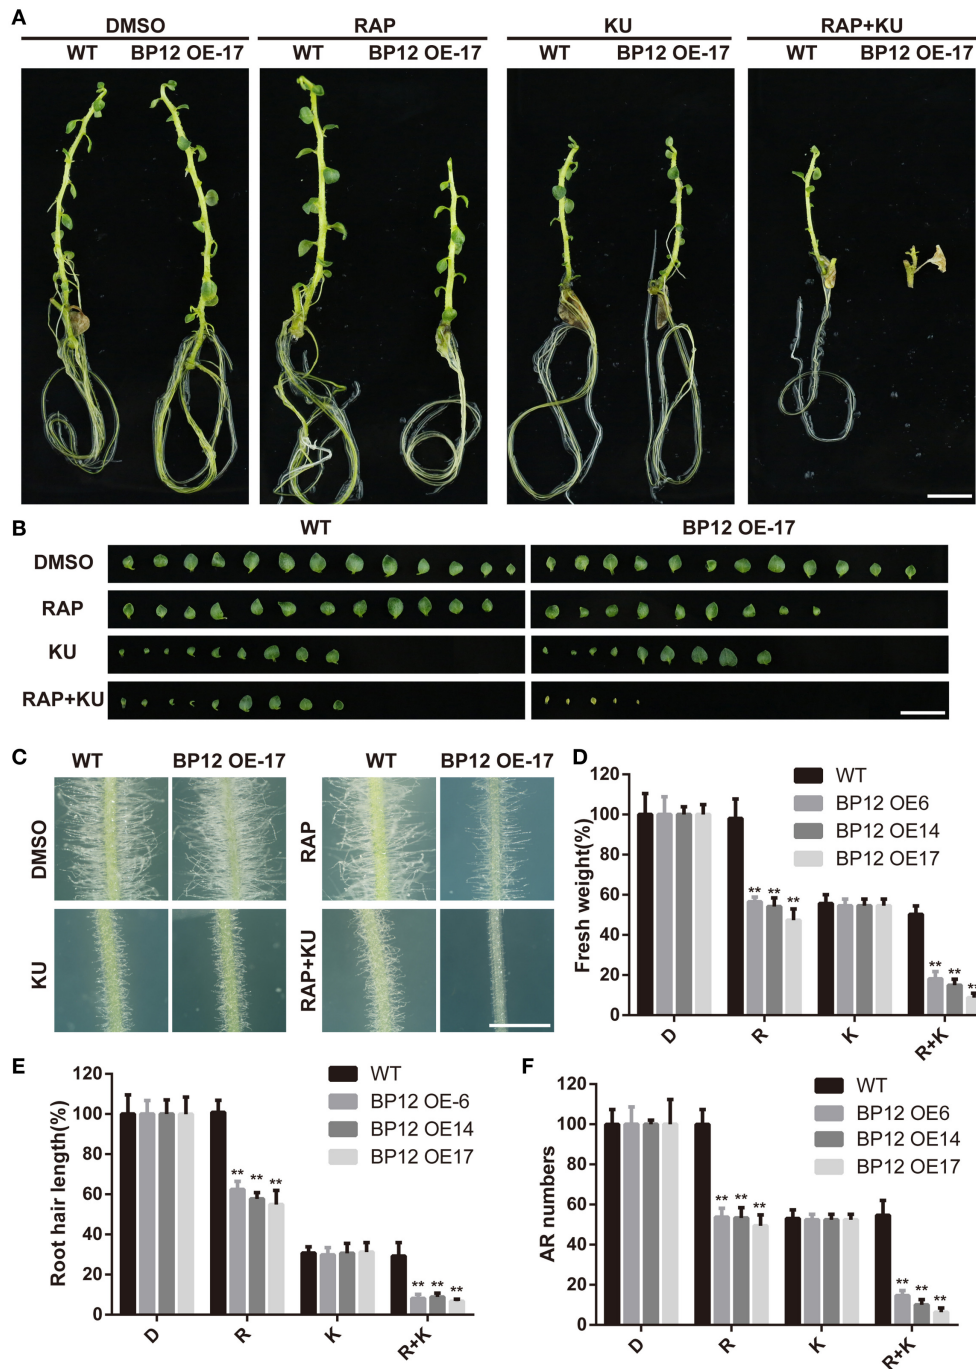 A
DMSO RAP KU RAP+KU
WT BP12 OE-17 WT BP12 OE-17 WT BP12 OE-17 WT BP12 OE-17
B
WT BP12 OE-17
DMSO
RAP
KU
RAP+KU
C
WT BP12 OE-17 WT BP12 OE-17
DMSO RAP
KU RAP+KU
D
Fresh weight(%)
120
100
80
60
40
20
0
WT
BP12 OE6
BP12 OE14
BP12 OE17
** ** **
** ** **
D R K R+K
E
Root hair length(%)
120
100
80
60
40
20
0
WT
BP12 OE-6
BP12 OE14
BP12 OE17
** ** **
** ** **
D R K R+K
F
AR numbers
120
100
80
60
40
20
0
WT
BP12 OE6
BP12 OE14
BP12 OE17
** ** **
** ** **
D R K R+K